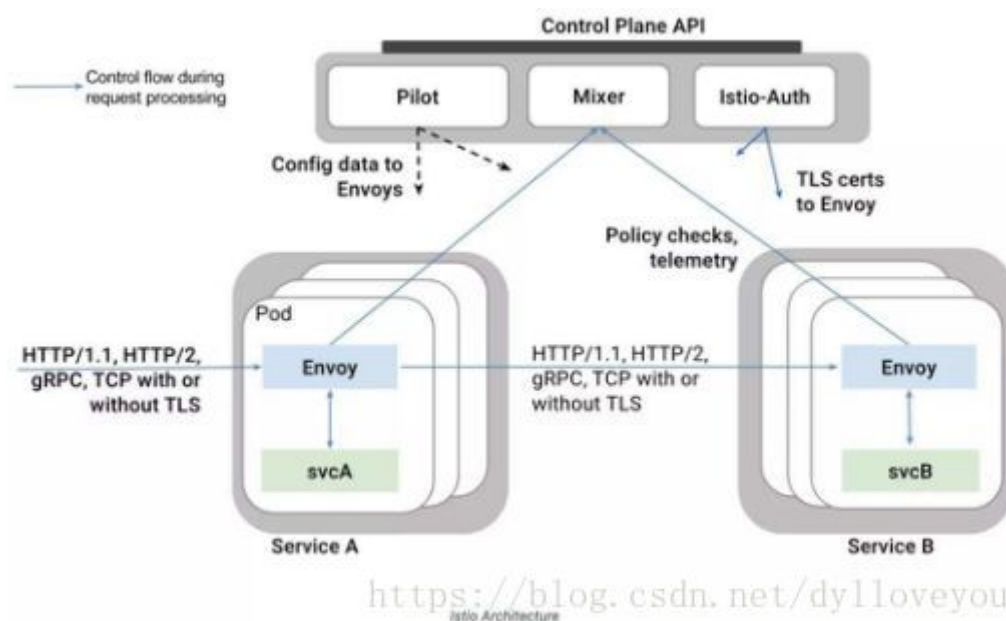 Control Plane API
Control flow during
request processing
Pilot
Mixer
Istio-Auth
Config data to
Envoys
TLS certs
to Envoy
Policy checks,
telemetry
Pod
HTTP/1.1, HTTP/2,
gRPC, TCP with or
without TLS
Envoy
HTTP/1.1, HTTP/2,
gRPC, TCP with or
without TLS
Envoy
svcA
svcB
Service A
Service B
https://blog.csdn.net/dylloveyou
Istio Architecture